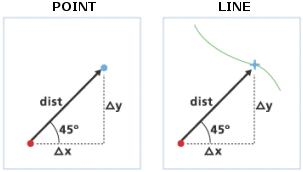 POINT
LINE
dist
Δy
45°
Δx
dist
Δy
45°
Δx